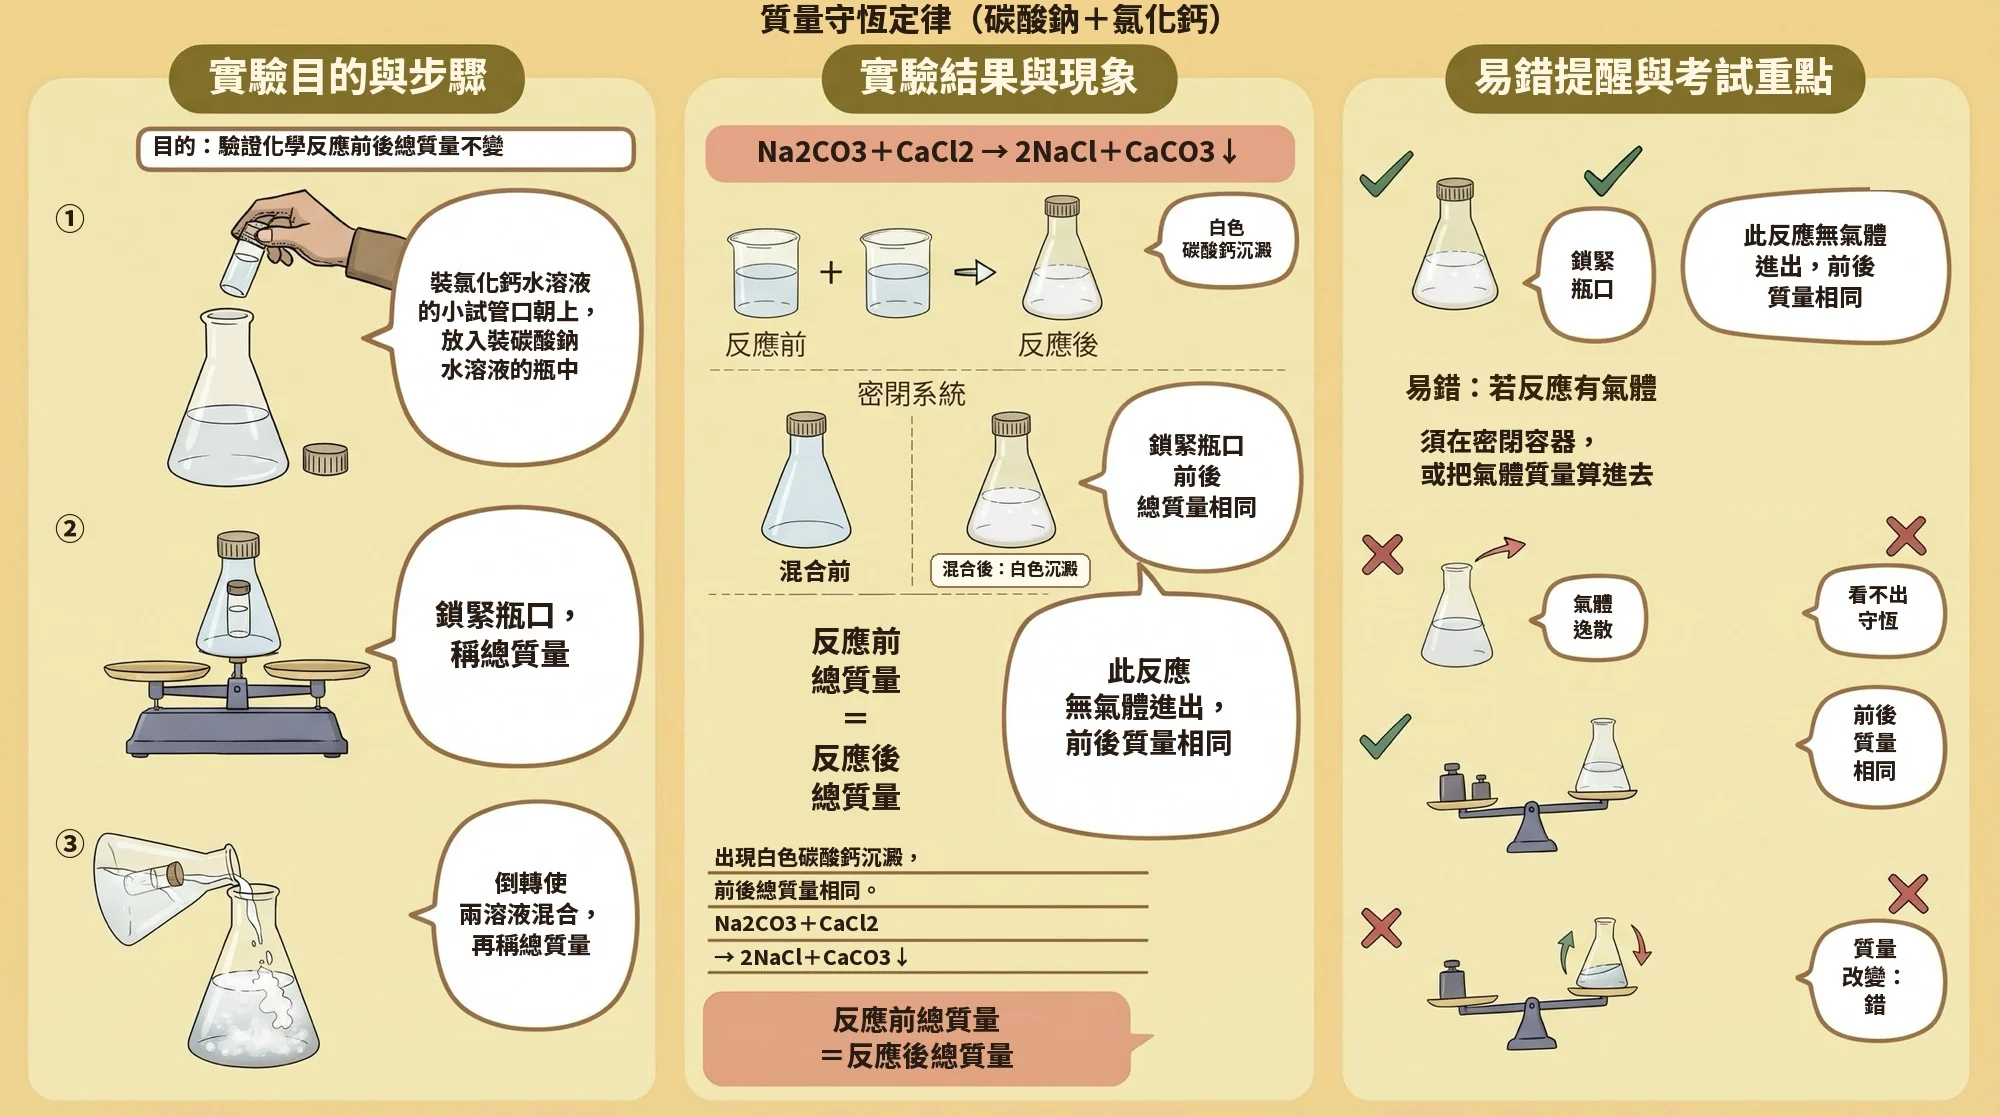 質量守恆定律（碳酸鈉＋氯化鈣）
實驗目的與步驟
目的：驗證化學反應前後總質量不變
①
裝氯化鈣水溶液
的小試管口朝上，
放入裝碳酸鈉
水溶液的瓶中
②
鎖緊瓶口，
稱總質量
③
倒轉使
兩溶液混合，
再稱總質量
實驗結果與現象
Na2CO3＋CaCl2 → 2NaCl＋CaCO3↓
＋
白色
碳酸鈣沉澱
反應前
反應後
密閉系統
鎖緊瓶口
前後
總質量相同
混合前
混合後：白色沉澱
反應前
總質量
＝
反應後
總質量
此反應
無氣體進出，
前後質量相同
出現白色碳酸鈣沉澱，
前後總質量相同。
Na2CO3＋CaCl2
→ 2NaCl＋CaCO3↓
反應前總質量
＝反應後總質量
易錯提醒與考試重點
鎖緊
瓶口
此反應無氣體
進出，前後
質量相同
易錯：若反應有氣體
須在密閉容器，
或把氣體質量算進去
氣體
逸散
看不出
守恆
前後
質量
相同
質量
改變：
錯